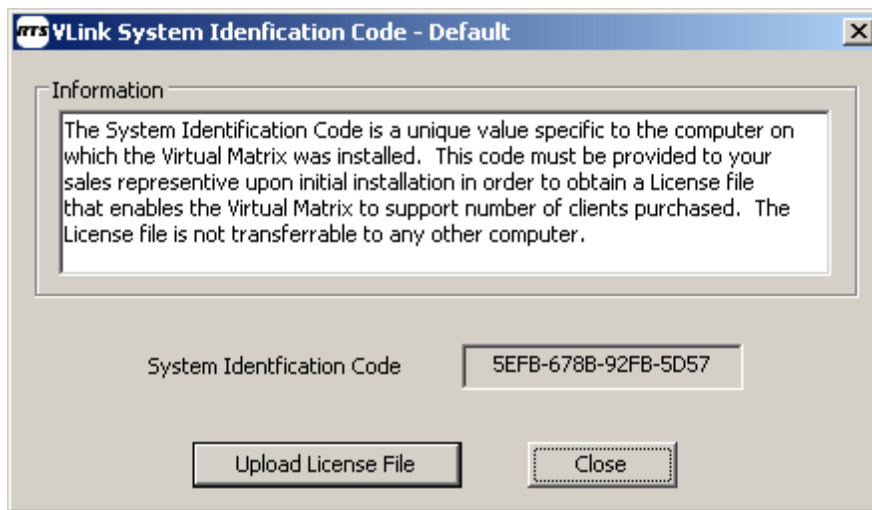 RTS VLink System Idenfication Code - Default
Information
The System Identification Code is a unique value specific to the computer on
which the Virtual Matrix was installed.  This code must be provided to your
sales representive upon initial installation in order to obtain a License file
that enables the Virtual Matrix to support number of clients purchased.  The
License file is not transferrable to any other computer.
System Identfication Code
5EFB-678B-92FB-5D57
Upload License File
Close